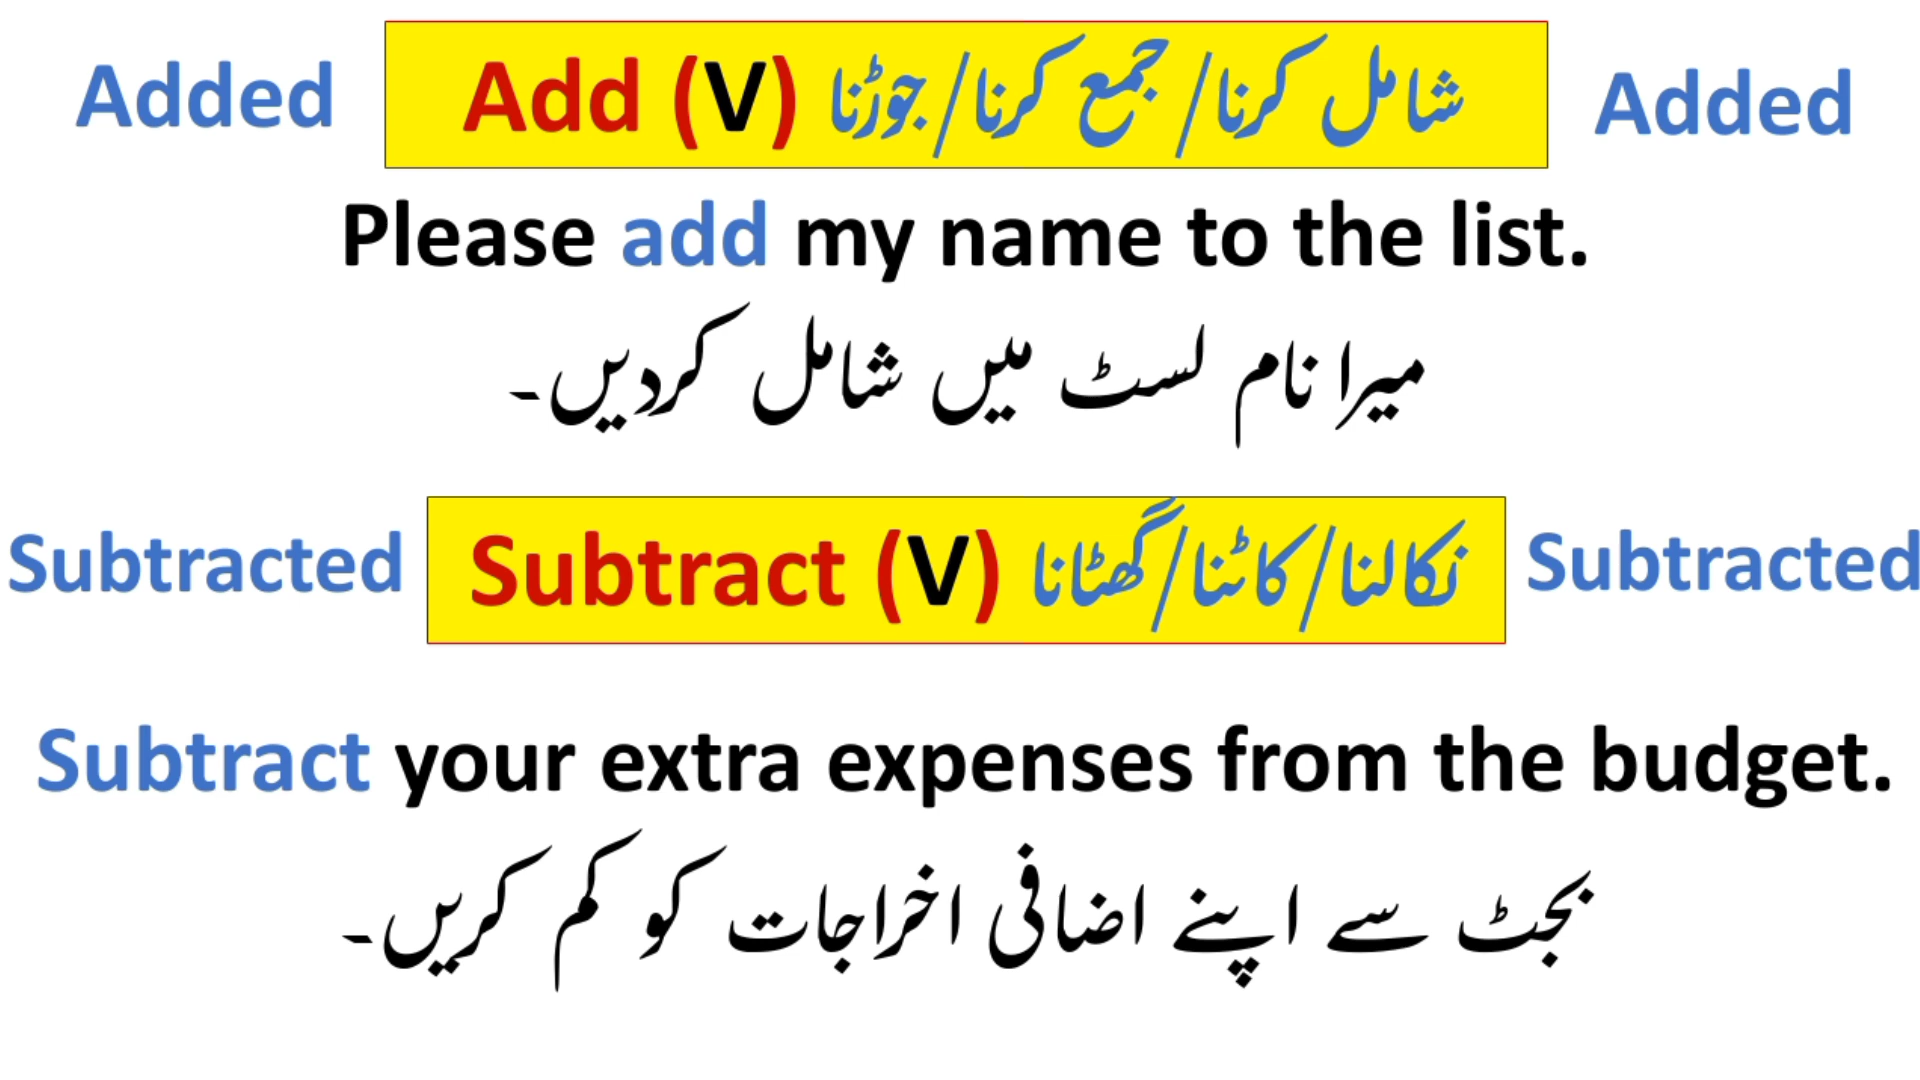 Added Add (V) شامل کرنا/جمع کرنا/جوڑنا Added
Please add my name to the list.
میرا نام لسٹ میں شامل کردیں۔
Subtracted Subtract (V) نکالنا/کاٹنا/گھٹانا Subtracted
Subtract your extra expenses from the budget.
بجٹ سے اپنے اضافی اخراجات کو کم کریں۔